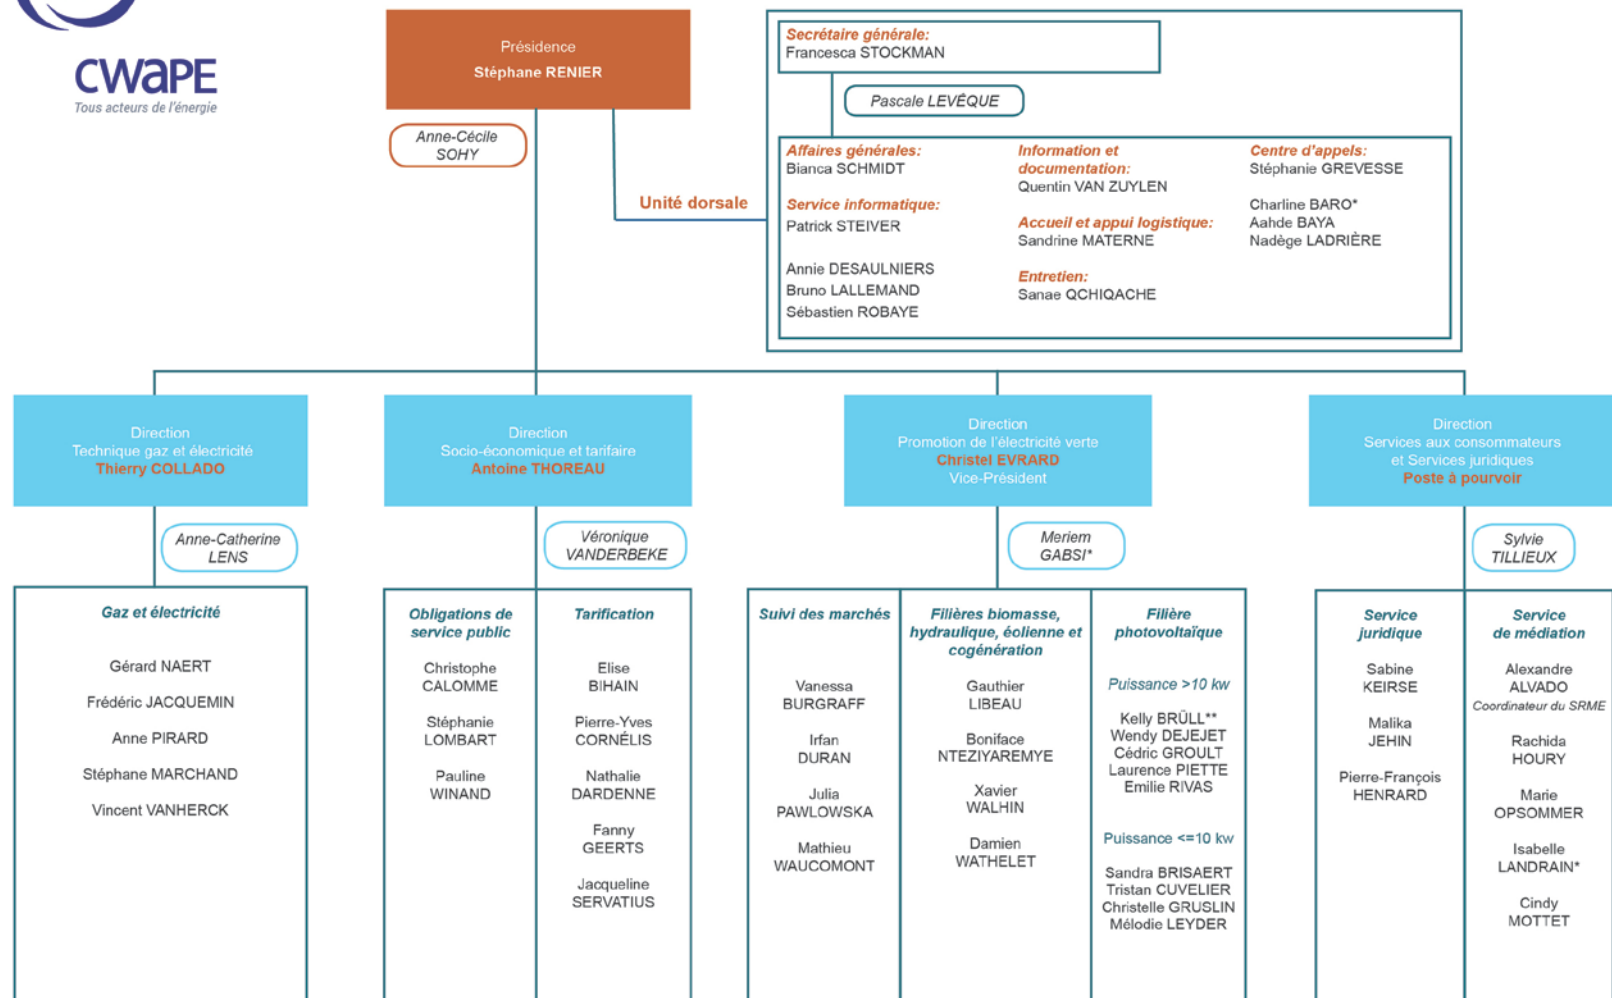 CWaPE
Tous acteurs de l'énergie
Présidence
Stéphane RENIER
Anne-Cécile
SOHY
Unité dorsale
Secrétaire générale:
Francesca STOCKMAN
Pascale LEVÊQUE
Affaires générales:
Bianca SCHMIDT
Service informatique:
Patrick STEIVER
Annie DESAULNIERS
Bruno LALLEMAND
Sébastien ROBAYE
Information et
documentation:
Quentin VAN ZUYLEN
Accueil et appui logistique:
Sandrine MATERNE
Entretien:
Sanae QCHIQACHE
Centre d'appels:
Stéphanie GREVESSE
Charline BARO*
Aahde BAYA
Nadège LADRIÈRE
Direction
Technique gaz et électricité
Thierry COLLADO
Anne-Catherine
LENS
Gaz et électricité
Gérard NAERT
Frédéric JACQUEMIN
Anne PIRARD
Stéphane MARCHAND
Vincent VANHERCK
Direction
Socio-économique et tarifaire
Antoine THOREAU
Véronique
VANDERBEKE
Obligations de
service public
Christophe
CALOMME
Stéphanie
LOMBART
Pauline
WINAND
Tarification
Elise
BIHAIN
Pierre-Yves
CORNÉLIS
Nathalie
DARDENNE
Fanny
GEERTS
Jacqueline
SERVATIUS
Direction
Promotion de l'électricité verte
Christel EVRARD
Vice-Président
Meriem
GABSI*
Suivi des marchés
Vanessa
BURGRAFF
Irfan
DURAN
Julia
PAWLOWSKA
Mathieu
WAUCOMONT
Filières biomasse,
hydraulique, éolienne et
cogénération
Gauthier
LIBEAU
Boniface
NTEZIYAREMYE
Xavier
WALHIN
Damien
WATHELET
Filière
photovoltaïque
Puissance >10 kw
Kelly BRÜLL**
Wendy DEJEJET
Cédric GROULT
Laurence PIETTE
Emilie RIVAS
Puissance <=10 kw
Sandra BRISAERT
Tristan CUVELIER
Christelle GRUSLIN
Mélodie LEYDER
Direction
Services aux consommateurs
et Services juridiques
Poste à pourvoir
Sylvie
TILLIEUX
Service
juridique
Sabine
KEIRSE
Malika
JEHIN
Pierre-François
HENRARD
Service
de médiation
Alexandre
ALVADO
Coordinateur du SRME
Rachida
HOURY
Marie
OPSOMMER
Isabelle
LANDRAIN*
Cindy
MOTTET